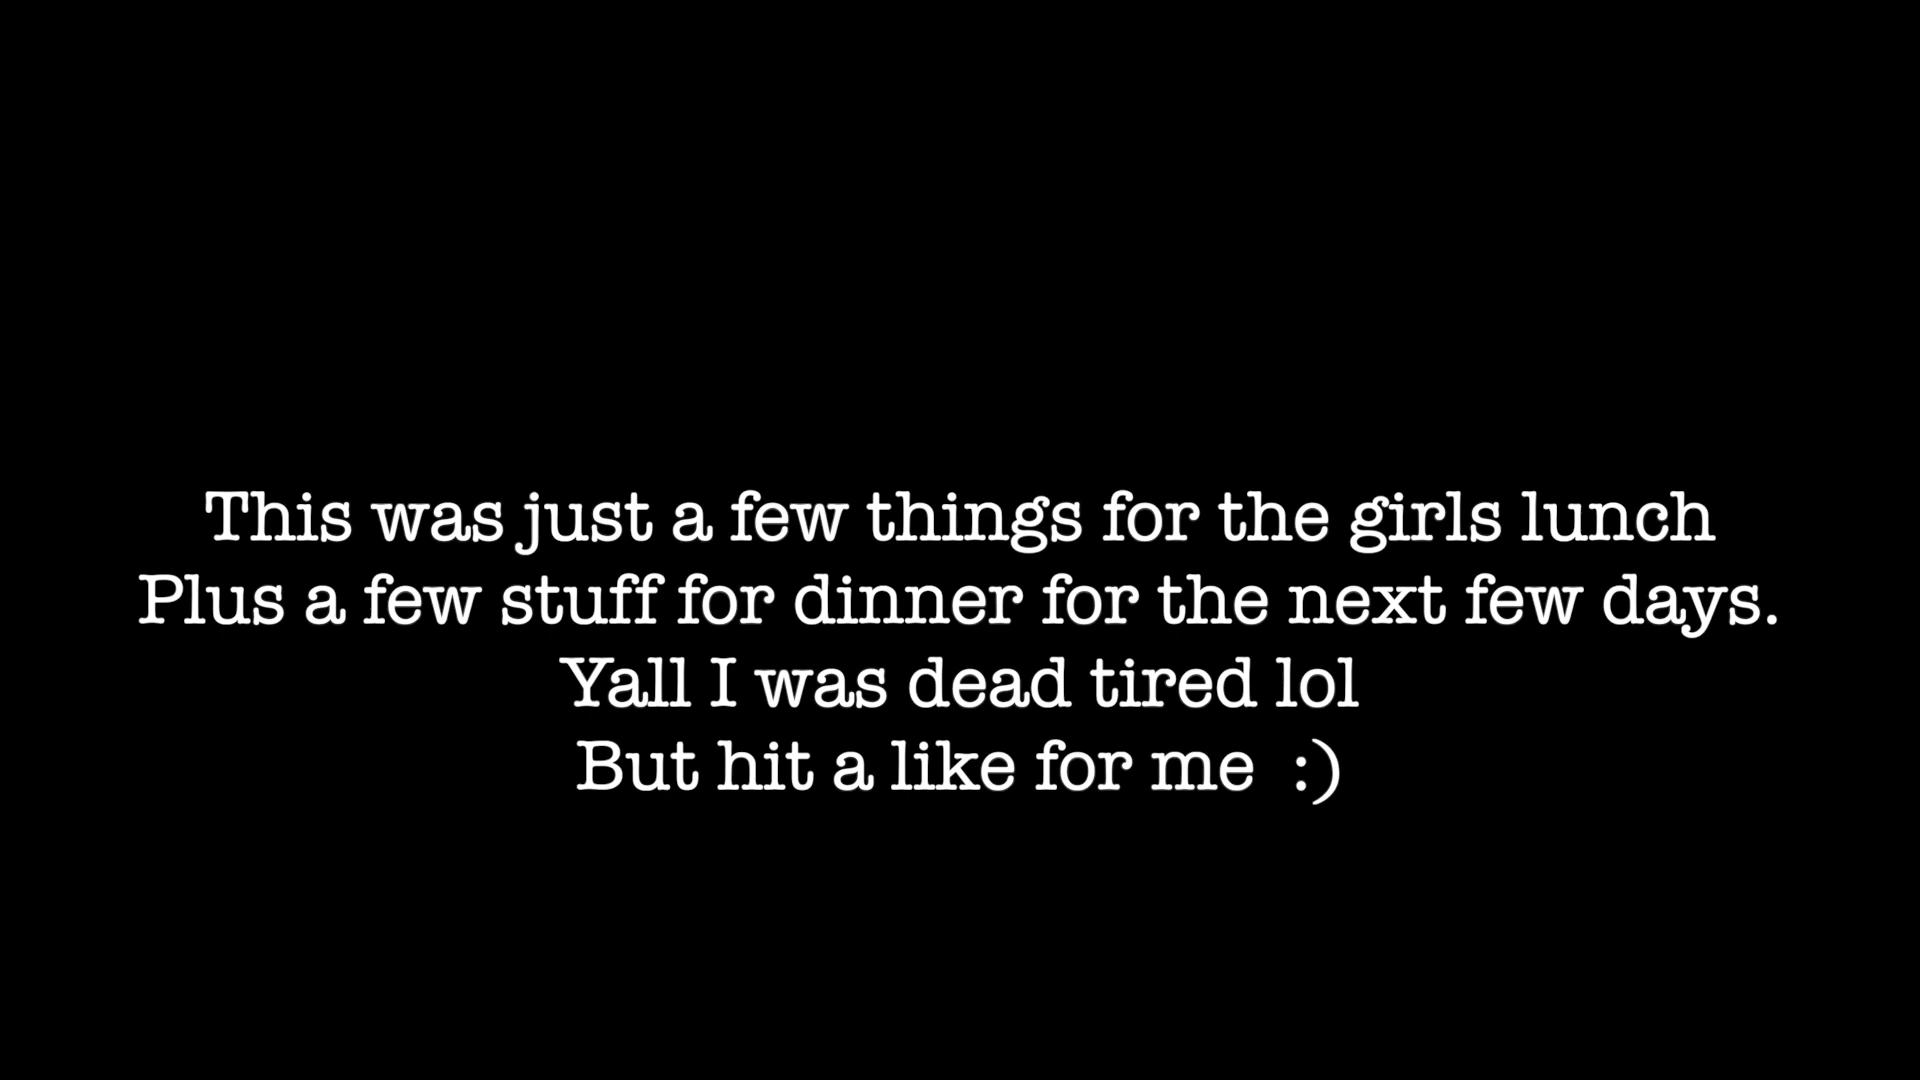 This was just a few things for the girls lunch
Plus a few stuff for dinner for the next few days.
Yall I was dead tired lol
But hit a like for me  :)